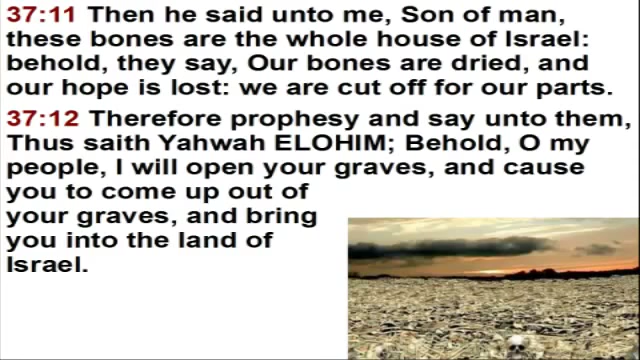 37:11 Then he said unto me, Son of man,
these bones are the whole house of Israel:
behold, they say, Our bones are dried, and
our hope is lost: we are cut off for our parts.
37:12 Therefore prophesy and say unto them,
Thus saith Yahwah ELOHIM; Behold, O my
people, I will open your graves, and cause
you to come up out of
your graves, and bring
you into the land of
Israel.